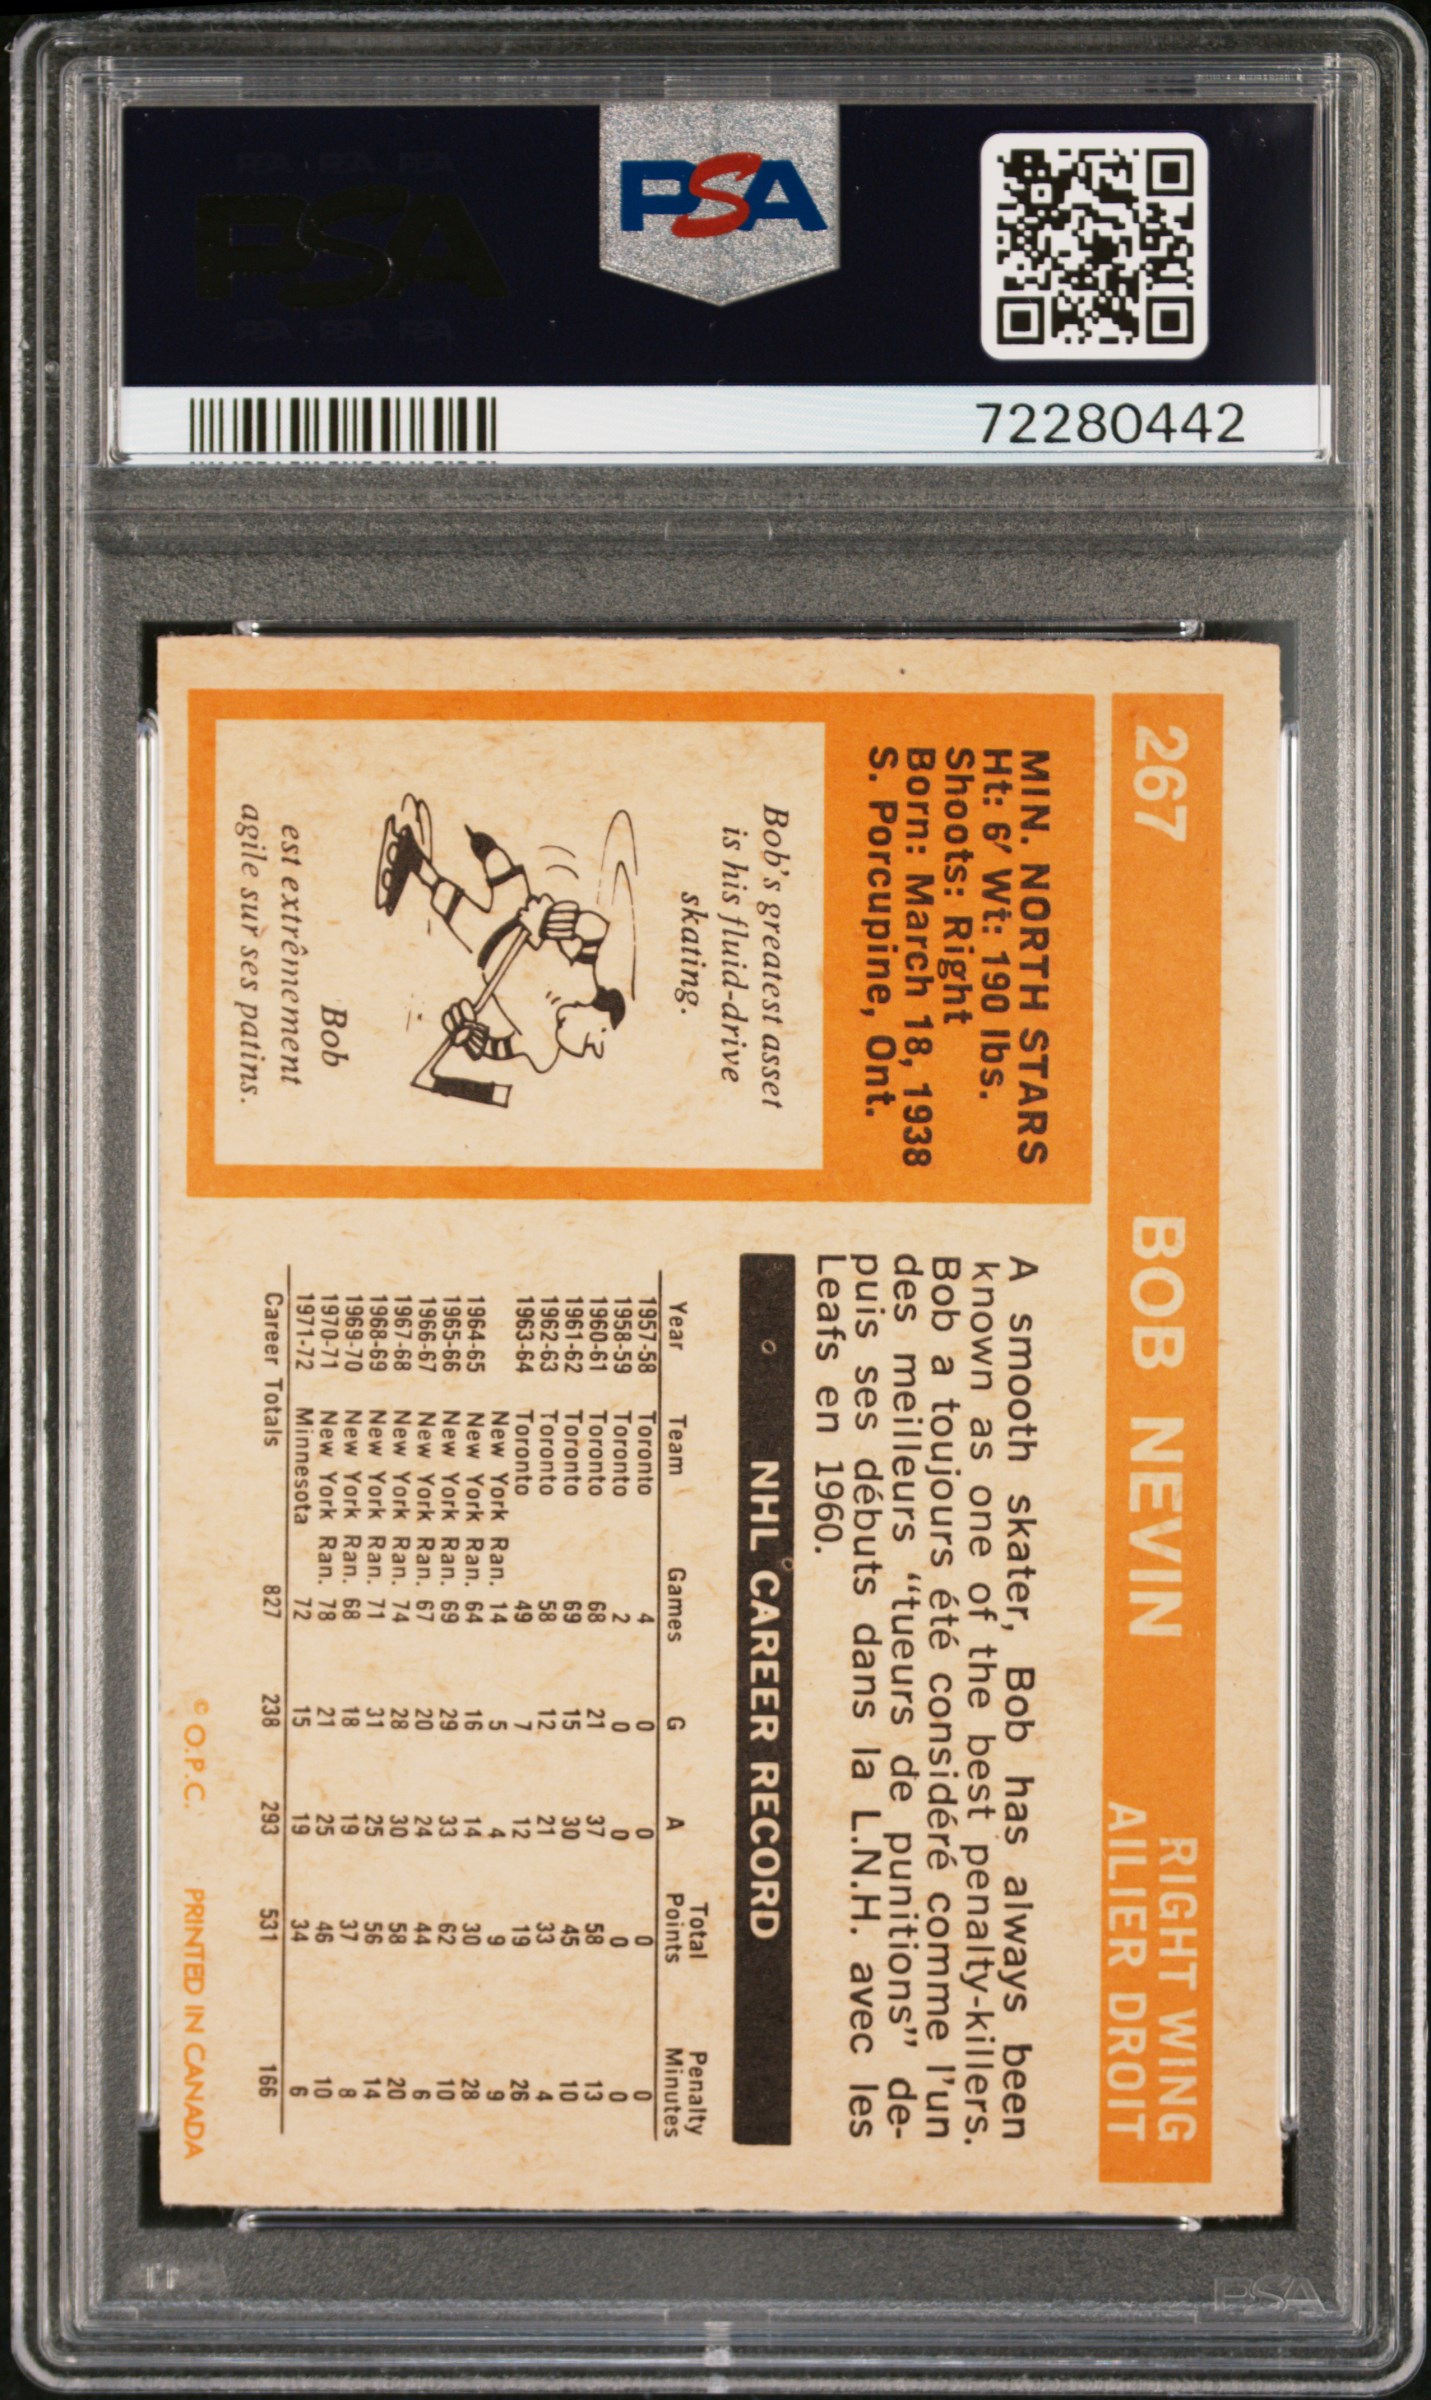 PSA
72280442
267 BOB NEVIN RIGHT WING
AILIER DROIT
MIN. NORTH STARS
Ht: 6' Wt: 190 lbs.
Shoots: Right
Born: March 18, 1938
S. Porcupine, Ont.
Bob's greatest asset
is his fluid-drive
skating.
Bob
est extrêmement
agile sur ses patins.
A smooth skater, Bob has always been
known as one of the best penalty-killers.
Bob a toujours été considéré comme l'un
des meilleurs "tueurs de punitions" de-
puis ses débuts dans la L.N.H. avec les
Leafs en 1960.
NHL CAREER RECORD
Year Team Games G A Total Points Penalty Minutes
1957-58 Toronto 4 0 0 0 0
1958-59 Toronto 2 0 0 0 0
1960-61 Toronto 68 21 37 58 13
1961-62 Toronto 69 15 30 45 10
1962-63 Toronto 58 12 21 33 4
1963-64 Toronto 49 7 12 19 26
New York Ran. 14 5 4 9 9
1964-65 New York Ran. 64 16 14 30 28
1965-66 New York Ran. 69 29 33 62 10
1966-67 New York Ran. 67 20 24 44 6
1967-68 New York Ran. 74 28 30 58 20
1968-69 New York Ran. 71 31 25 56 14
1969-70 New York Ran. 68 18 19 37 8
1970-71 New York Ran. 78 21 25 46 10
1971-72 Minnesota 72 15 19 34 6
Career Totals 827 238 293 531 166
© O.P.C. PRINTED IN CANADA
PSA